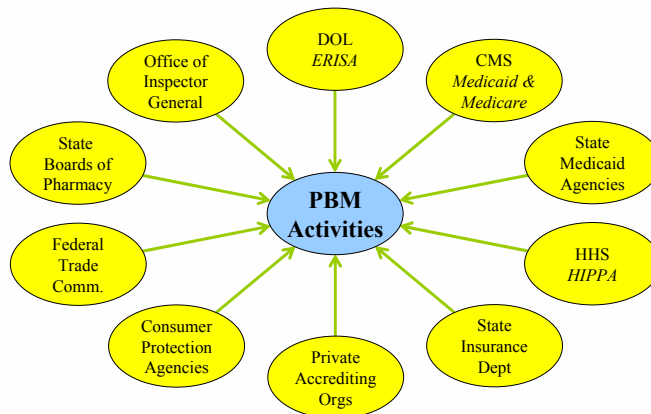 DOL
ERISA
Office of
Inspector
General
CMS
Medicaid &
Medicare
State
Boards of
Pharmacy
State
Medicaid
Agencies
PBM
Activities
Federal
Trade
Comm.
HHS
HIPPA
Consumer
Protection
Agencies
State
Insurance
Dept
Private
Accrediting
Orgs